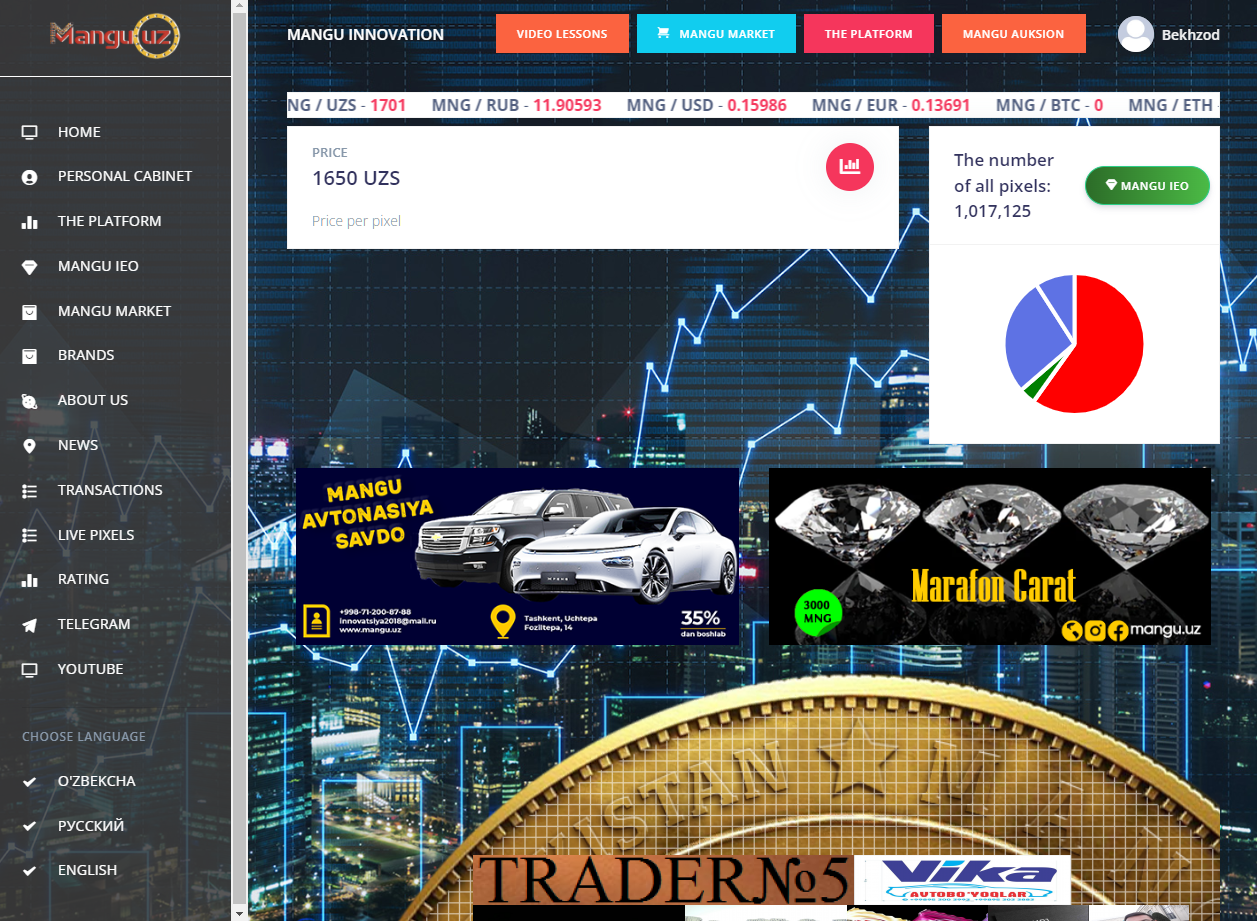 Mangu.uz
HOME
PERSONAL CABINET
THE PLATFORM
MANGU IEO
MANGU MARKET
BRANDS
ABOUT US
NEWS
TRANSACTIONS
LIVE PIXELS
RATING
TELEGRAM
YOUTUBE
CHOOSE LANGUAGE
O'ZBEKCHA
РУССКИЙ
ENGLISH
MANGU INNOVATION
VIDEO LESSONS
MANGU MARKET
THE PLATFORM
MANGU AUKSION
Bekhzod
NG / UZS - 1701 MNG / RUB - 11.90593 MNG / USD - 0.15986 MNG / EUR - 0.13691 MNG / BTC - 0 MNG / ETH -
PRICE
1650 UZS
Price per pixel
The number
of all pixels:
1,017,125
MANGU IEO
MANGU
AVTONASIYA
SAVDO
+998-71-200-87-88
innovatsiya2018@mail.ru
www.mangu.uz
Tashkent, Uchtepa
Foziltepa, 14
35%
dan boshlab
Marafon Carat
3000
MNG
mangu.uz
TRADER№5
Vika
AVTOBO'YOQLAR